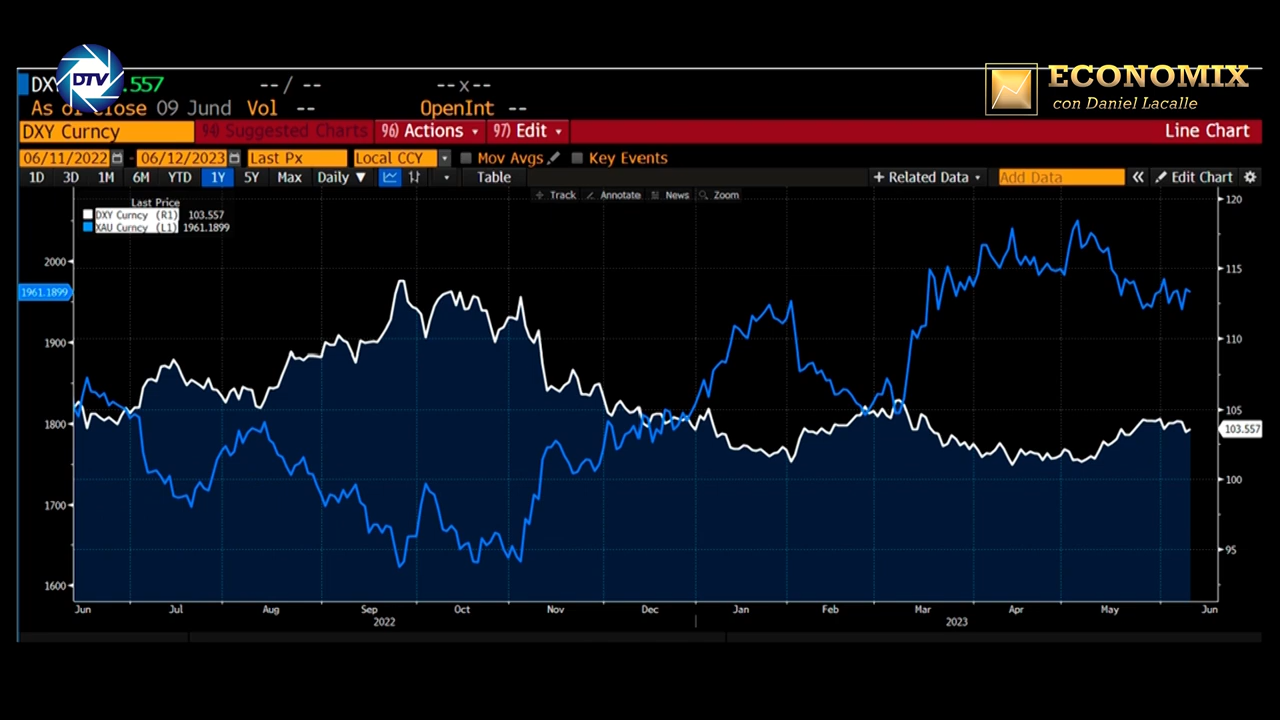 DTV
ECONOMIX
con Daniel Lacalle
.557 --/ -- --x--
As of Close 09 Jund Vol -- OpenInt --
DXY Curncy 94) Suggested Charts 96) Actions 97) Edit Line Chart
06/11/2022 - 06/12/2023 Last Px Local CCY Mov Avgs Key Events
1D 3D 1M 6M YTD 1Y 5Y Max Daily ▼ Table + Related Data Add Data « Edit Chart
Track Annotate News Zoom
Last Price
DXY Curncy (R1) 103.557
XAU Curncy (L1) 1961.1899
2000
1961.1899
1900
1800
1700
1600
120
115
110
105
103.557
100
95
Jun Jul Aug Sep Oct Nov Dec Jan Feb Mar Apr May Jun
2022 2023